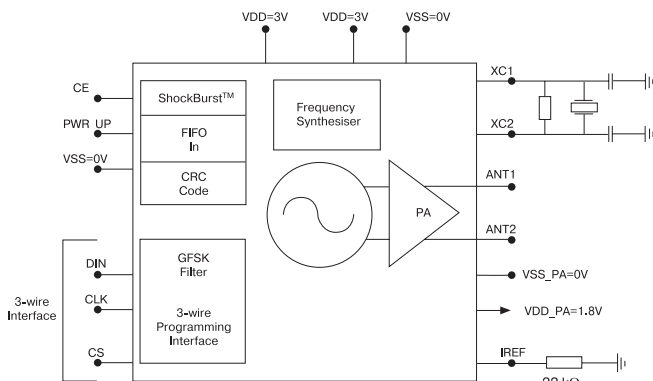 VDD=3V
VDD=3V
VSS=0V
CE
PWR UP
VSS=0V
ShockBurst™
FIFO
In
CRC
Code
Frequency
Synthesiser
XC1
XC2
PA
ANT1
ANT2
VSS_PA=0V
VDD_PA=1.8V
IREF
3-wire
Interface
DIN
CLK
CS
GFSK
Filter
3-wire
Programming
Interface